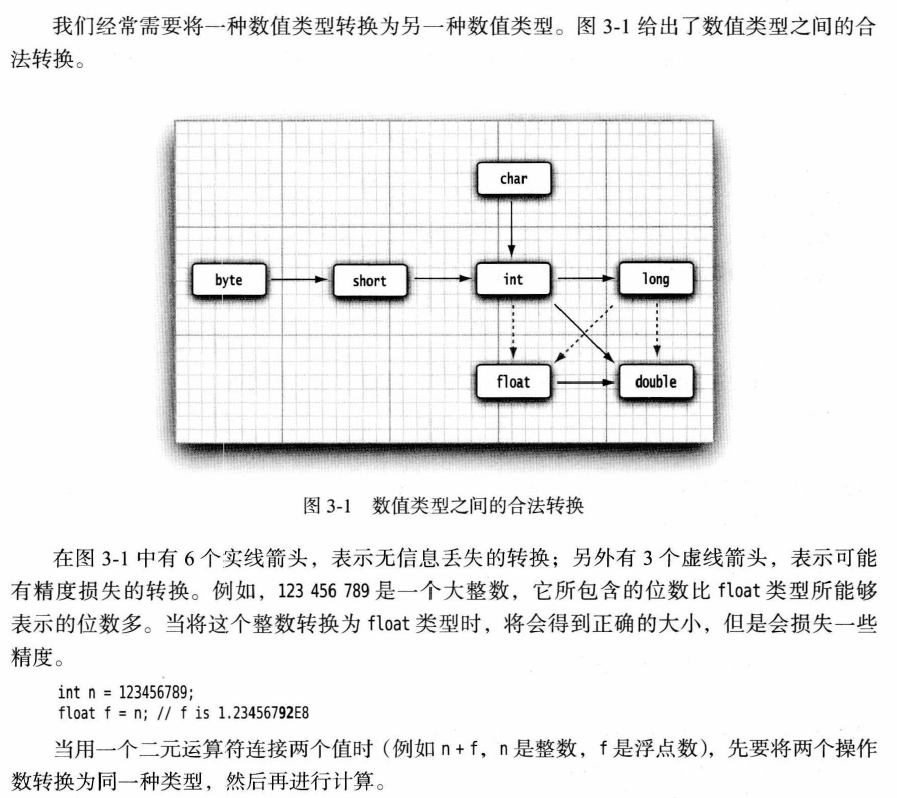 我们经常需要将一种数值类型转换为另一种数值类型。图 3-1 给出了数值类型之间的合
法转换。
char
byte
short
int
long
float
double
图 3-1 数值类型之间的合法转换
在图 3-1 中有 6 个实线箭头，表示无信息丢失的转换；另外有 3 个虚线箭头，表示可能
有精度损失的转换。例如，123 456 789 是一个大整数，它所包含的位数比 float 类型所能够
表示的位数多。当将这个整数转换为 float 类型时，将会得到正确的大小，但是会损失一些
精度。
int n = 123456789;
float f = n; // f is 1.23456792E8
当用一个二元运算符连接两个值时（例如 n + f，n 是整数，f 是浮点数），先要将两个操作
数转换为同一种类型，然后再进行计算。